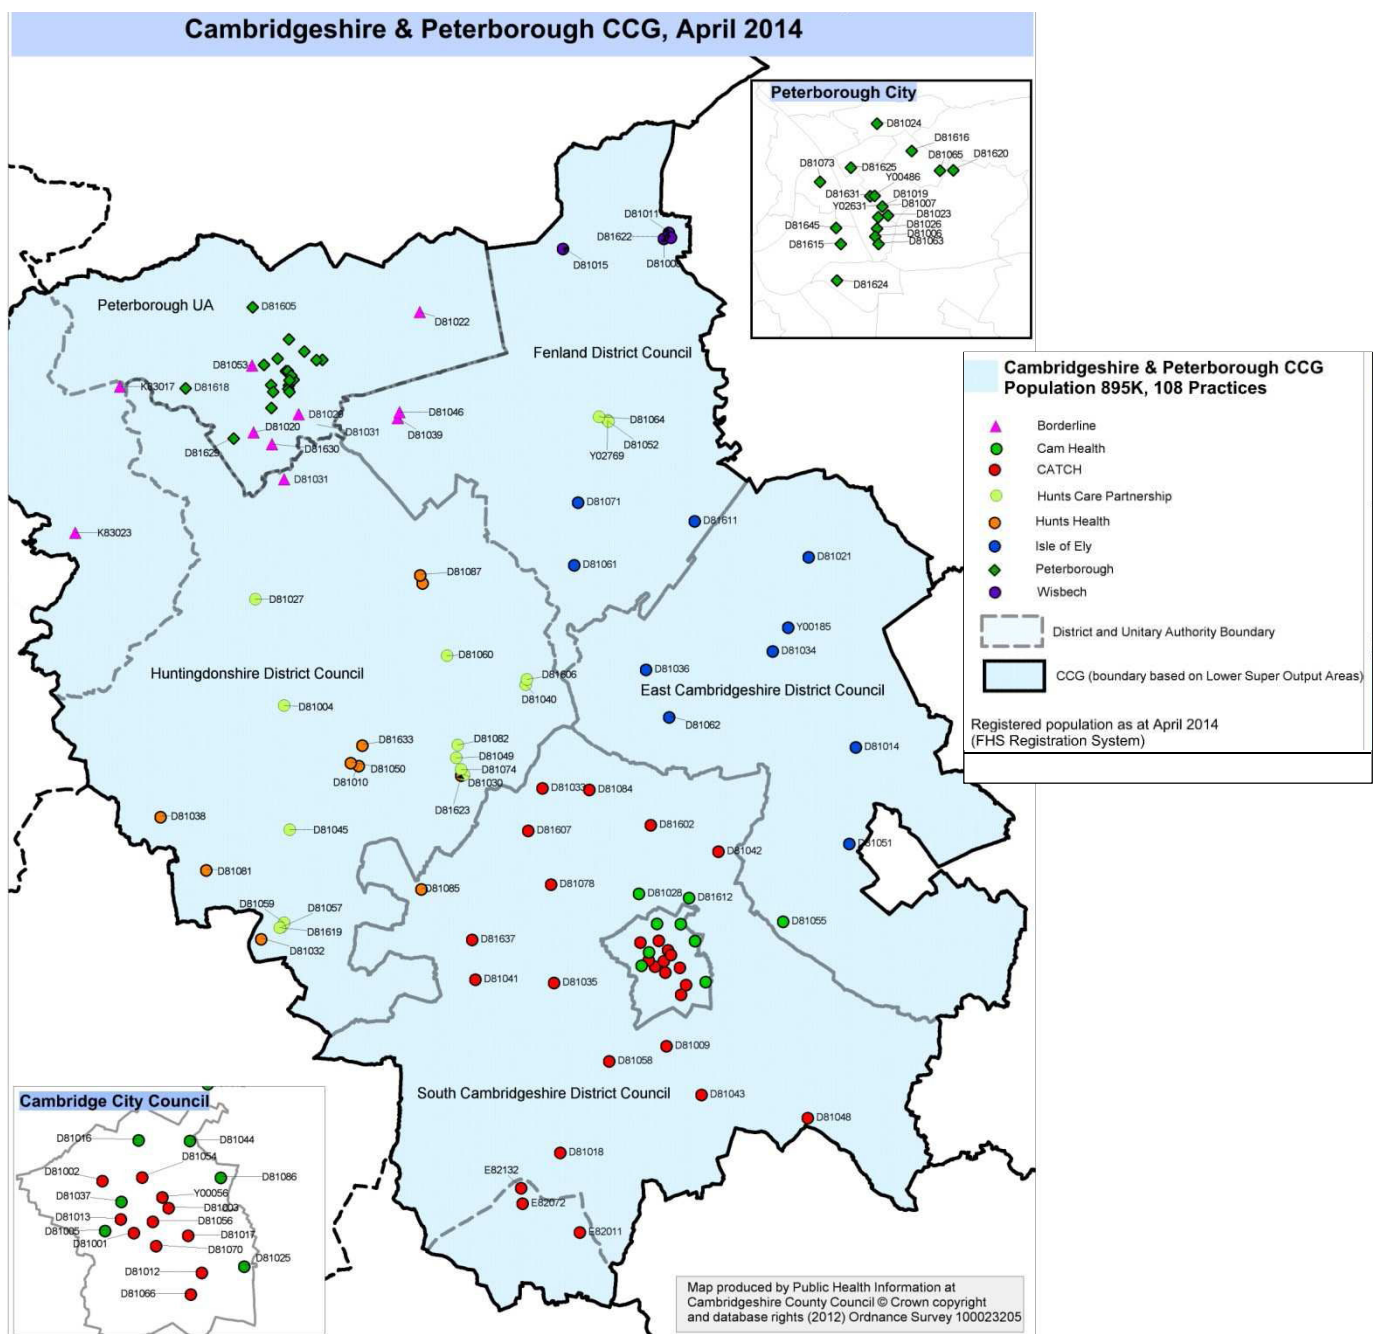 Cambridgeshire & Peterborough CCG, April 2014
Peterborough City
D81024
D81616
D81073
D81065
D81620
D81625
Y00486
D81631
D81019
Y02631
D81007
D81023
D81645
D81026
D81006
D81615
D81063
D81624
D81011
D81622
D81015
Peterborough UA
D81605
D81022
Fenland District Council
D81053
K83017
D81618
D81046
D81020
D81031
D81039
D81629
D81630
D81031
D81064
D81052
Y02769
D81071
D81611
K83023
D81021
D81087
D81061
D81027
Y00185
D81060
D81034
Huntingdonshire District Council
D81606
D81036
East Cambridgeshire District Council
D81040
D81004
D81062
D81633
D81082
D81014
D81049
D81050
D81074
D81010
D81030
D81033
D81084
D81623
D81038
D81045
D81607
D81602
D81051
D81042
D81081
D81085
D81078
D81028
D81612
D81059
D81057
D81055
D81619
D81032
D81637
D81041
D81035
D81009
D81058
South Cambridgeshire District Council
D81043
D81048
D81018
E82132
E82072
E82011
Cambridgeshire & Peterborough CCG
Population 895K, 108 Practices
Borderline
Cam Health
CATCH
Hunts Care Partnership
Hunts Health
Isle of Ely
Peterborough
Wisbech
District and Unitary Authority Boundary
CCG (boundary based on Lower Super Output Areas)
Registered population as at April 2014
(FHS Registration System)
Cambridge City Council
D81016
D81044
D81054
D81002
D81086
D81037
Y00056
D81003
D81013
D81056
D81005
D81017
D81001
D81070
D81025
D81012
D81066
Map produced by Public Health Information at
Cambridgeshire County Council © Crown copyright
and database rights (2012) Ordnance Survey 100023205